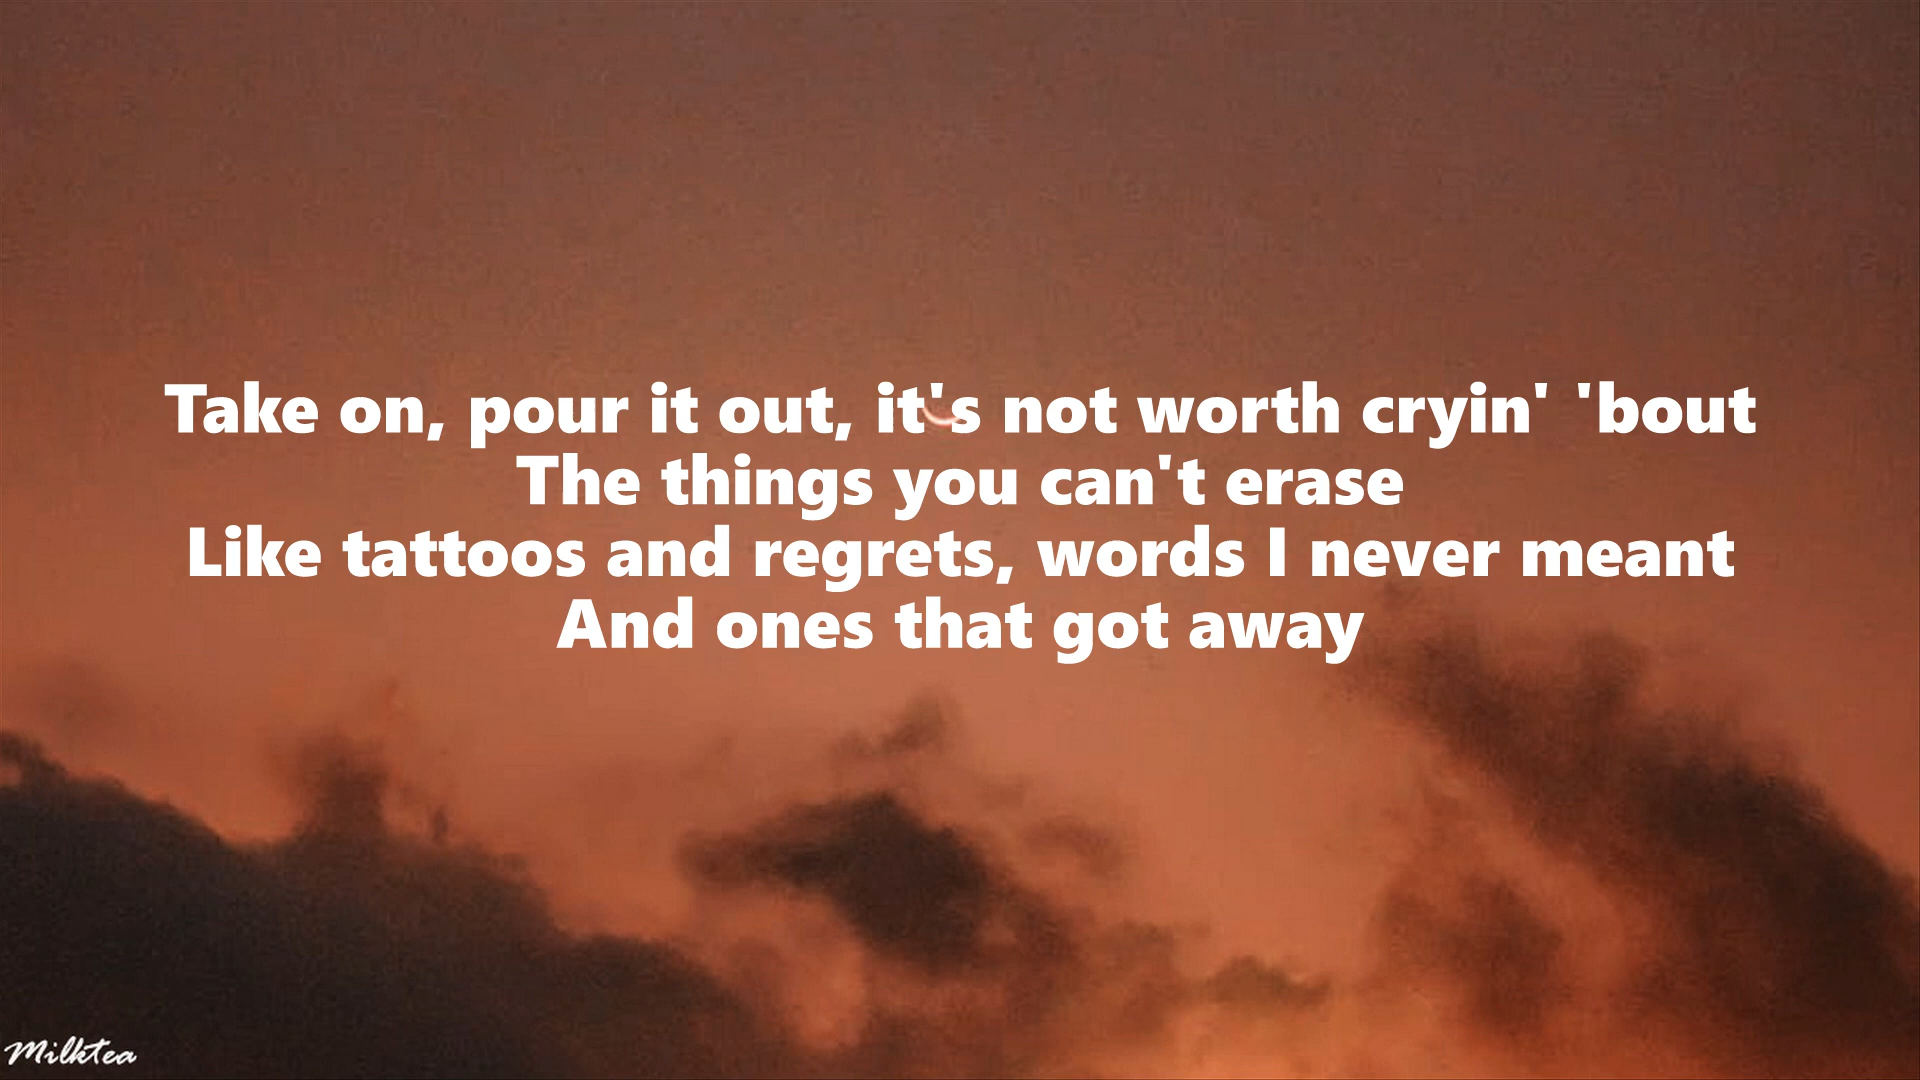 Take on, pour it out, it's not worth cryin' 'bout
The things you can't erase
Like tattoos and regrets, words I never meant
And ones that got away
Milktea